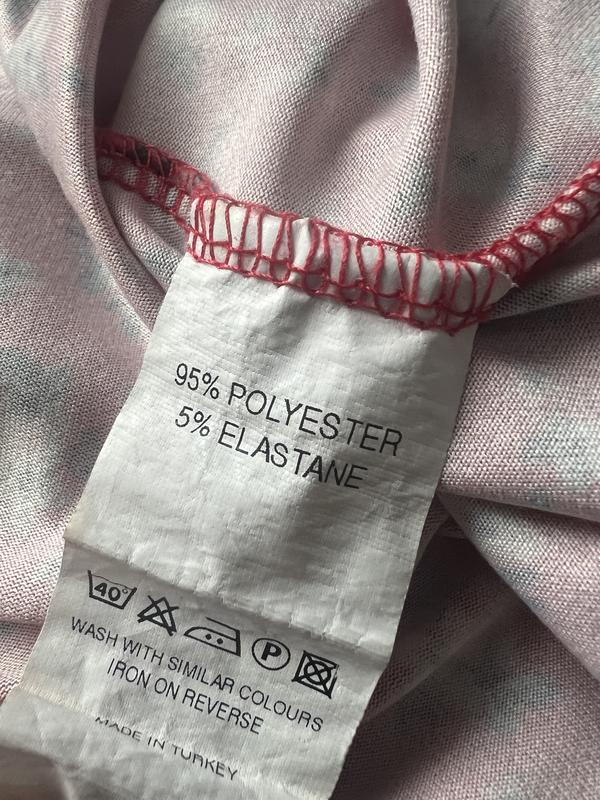 95% POLYESTER
5% ELASTANE
40°
P
WASH WITH SIMILAR COLOURS
IRON ON REVERSE
MADE IN TURKEY